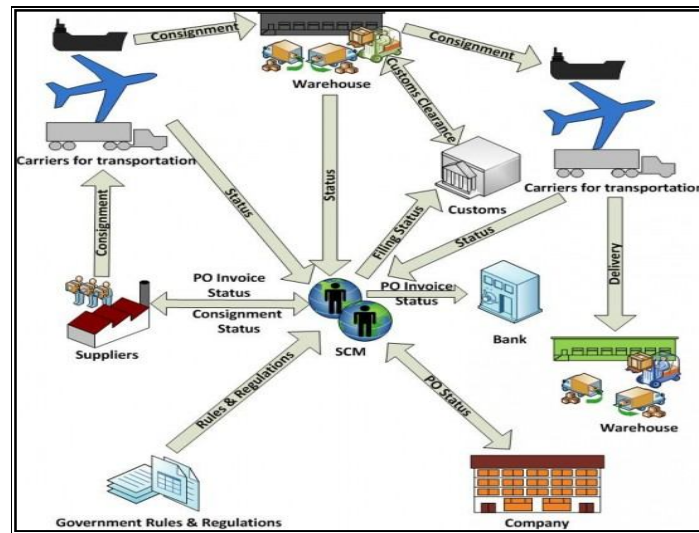 Consignment
Consignment
Warehouse
Customs Clearance
Carriers for transportation
Carriers for transportation
Customs
Status
Status
Filing Status
Status
Consignment
Delivery
PO Invoice
Status
Consignment
Status
PO Invoice
Status
Suppliers
SCM
Bank
Rules & Regulations
PO Status
Warehouse
Government Rules & Regulations
Company